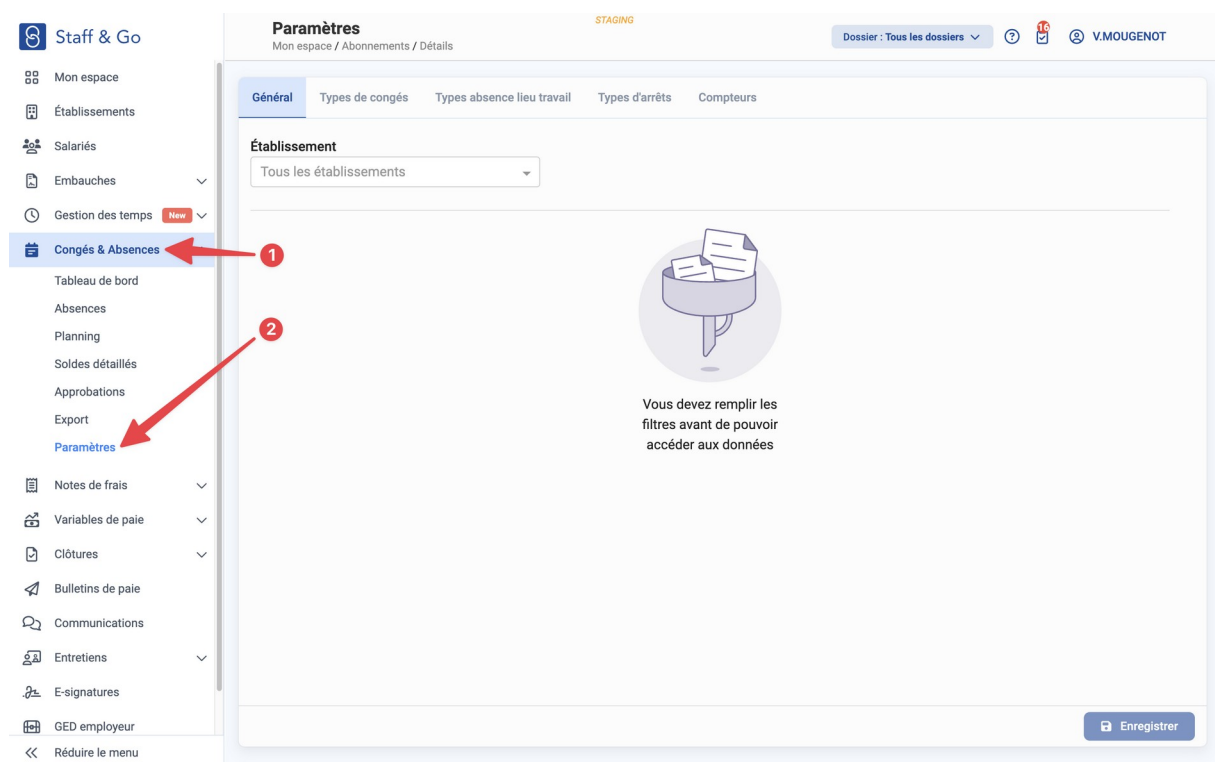 Staff & Go
Paramètres
Mon espace / Abonnements / Détails
STAGING
Dossier : Tous les dossiers
16
V.MOUGENOT
Mon espace
Établissements
Salariés
Embauches
Gestion des temps New
Congés & Absences
Tableau de bord
Absences
Planning
Soldes détaillés
Approbations
Export
Paramètres
Notes de frais
Variables de paie
Clôtures
Bulletins de paie
Communications
Entretiens
E-signatures
GED employeur
Réduire le menu
Général Types de congés Types absence lieu travail Types d'arrêts Compteurs
Établissement
Tous les établissements
1
2
Vous devez remplir les
filtres avant de pouvoir
accéder aux données
Enregistrer